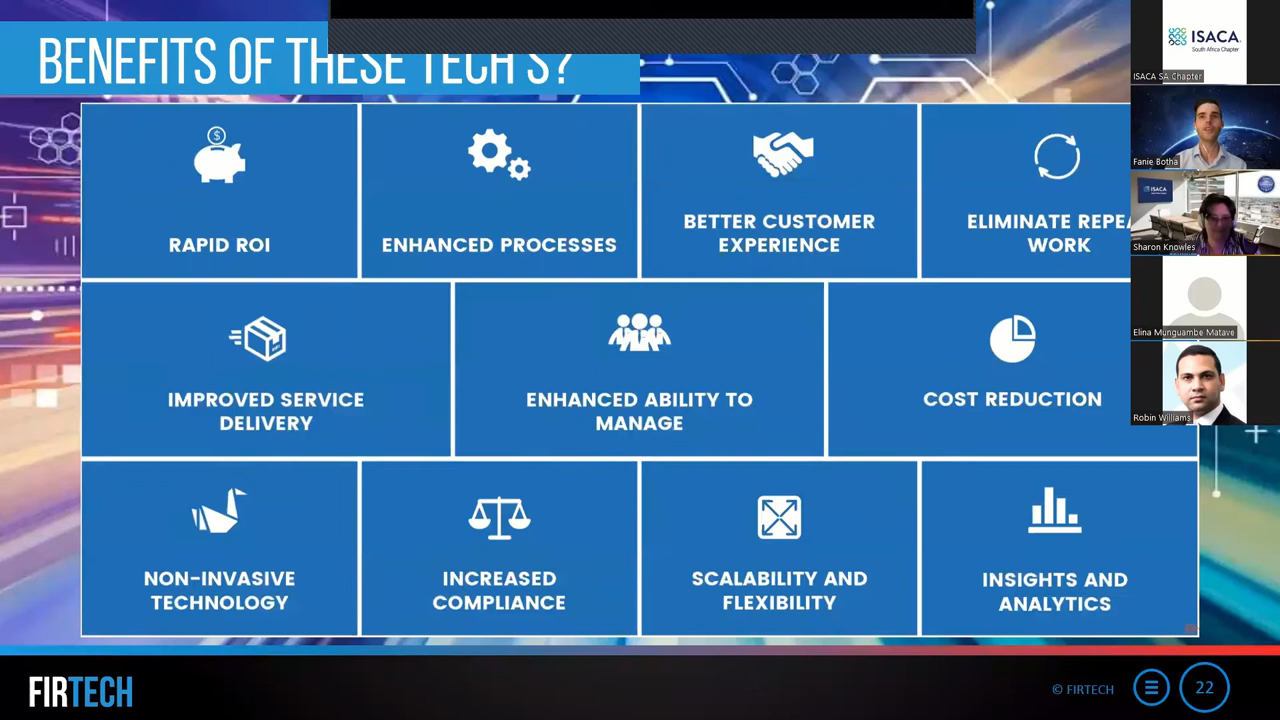 BENEFITS OF THESE TECH'S?
$
RAPID ROI
ENHANCED PROCESSES
BETTER CUSTOMER
EXPERIENCE
ELIMINATE REPEA
WORK
IMPROVED SERVICE
DELIVERY
ENHANCED ABILITY TO
MANAGE
COST REDUCTION
NON-INVASIVE
TECHNOLOGY
INCREASED
COMPLIANCE
SCALABILITY AND
FLEXIBILITY
INSIGHTS AND
ANALYTICS
ISACA.
South Africa Chapter
ISACA SA Chapter
Fanie Botha
ISACA
Sharon Knowles
Elina Munguambe Matave
Robin Williams
FIRTECH
© FIRTECH
22